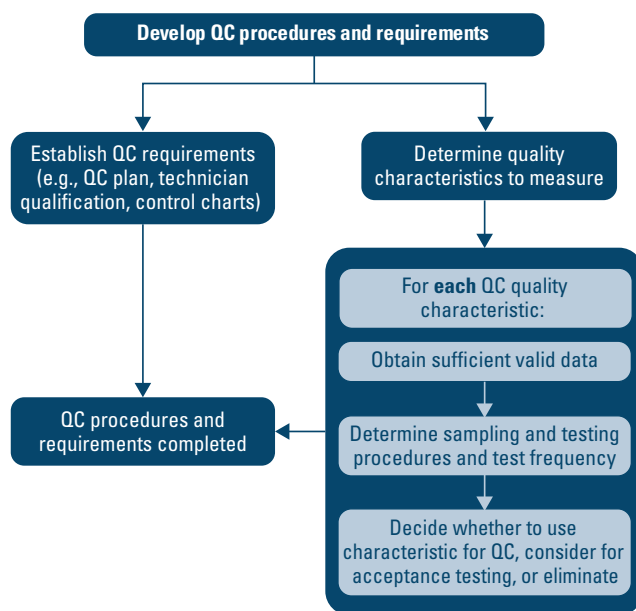 Develop QC procedures and requirements
Establish QC requirements
(e.g., QC plan, technician
qualification, control charts)
Determine quality
characteristics to measure
For each QC quality
characteristic:
Obtain sufficient valid data
Determine sampling and testing
procedures and test frequency
Decide whether to use
characteristic for QC, consider for
acceptance testing, or eliminate
QC procedures and
requirements completed